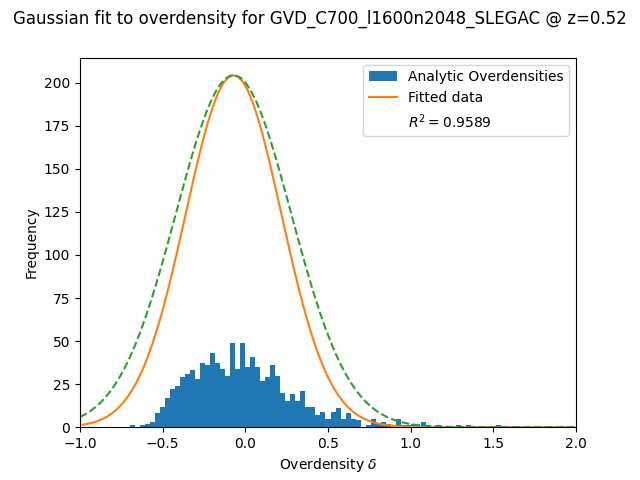 Gaussian fit to overdensity for GVD_C700_l1600n2048_SLEGAC @ z=0.52
Analytic Overdensities
Fitted data
R² = 0.9589
Frequency
200
175
150
125
100
75
50
25
0
−1.0 −0.5 0.0 0.5 1.0 1.5 2.0
Overdensity δ